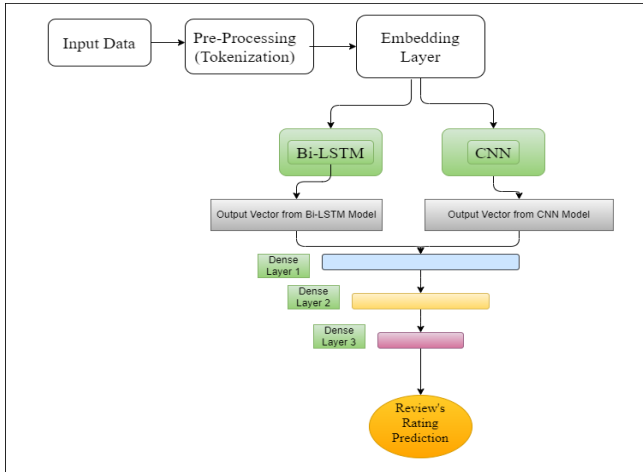 Input Data
Pre-Processing
(Tokenization)
Embedding
Layer
Bi-LSTM
CNN
Output Vector from Bi-LSTM Model
Output Vector from CNN Model
Dense
Layer 1
Dense
Layer 2
Dense
Layer 3
Review's
Rating
Prediction